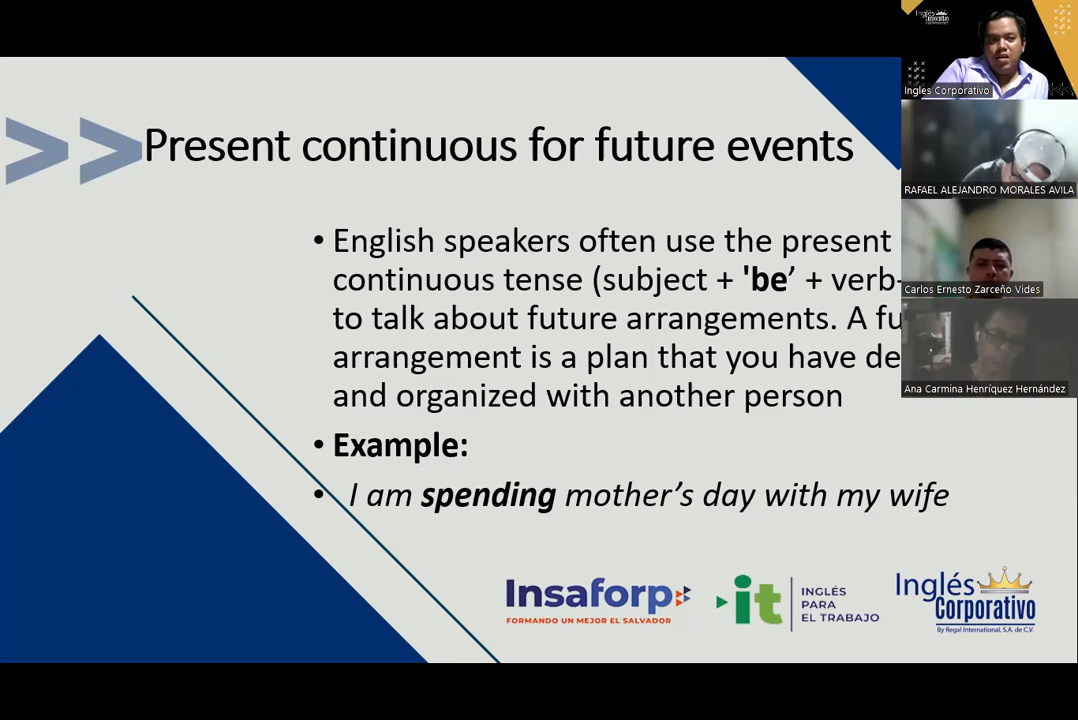 >>Present continuous for future events
• English speakers often use the present
continuous tense (subject + 'be’ + verb-
to talk about future arrangements. A fu
arrangement is a plan that you have de
and organized with another person
• Example:
• I am spending mother’s day with my wife
Insaforp
FORMANDO UN MEJOR EL SALVADOR
it
INGLÉS
PARA
EL TRABAJO
Inglés
Corporativo
By Regal International, S.A. de C.V.
Inglés
Corporativo
Ingles Corporativo
RAFAEL ALEJANDRO MORALES AVILA
Carlos Ernesto Zarceño Vides
Ana Carmina Henríquez Hernández